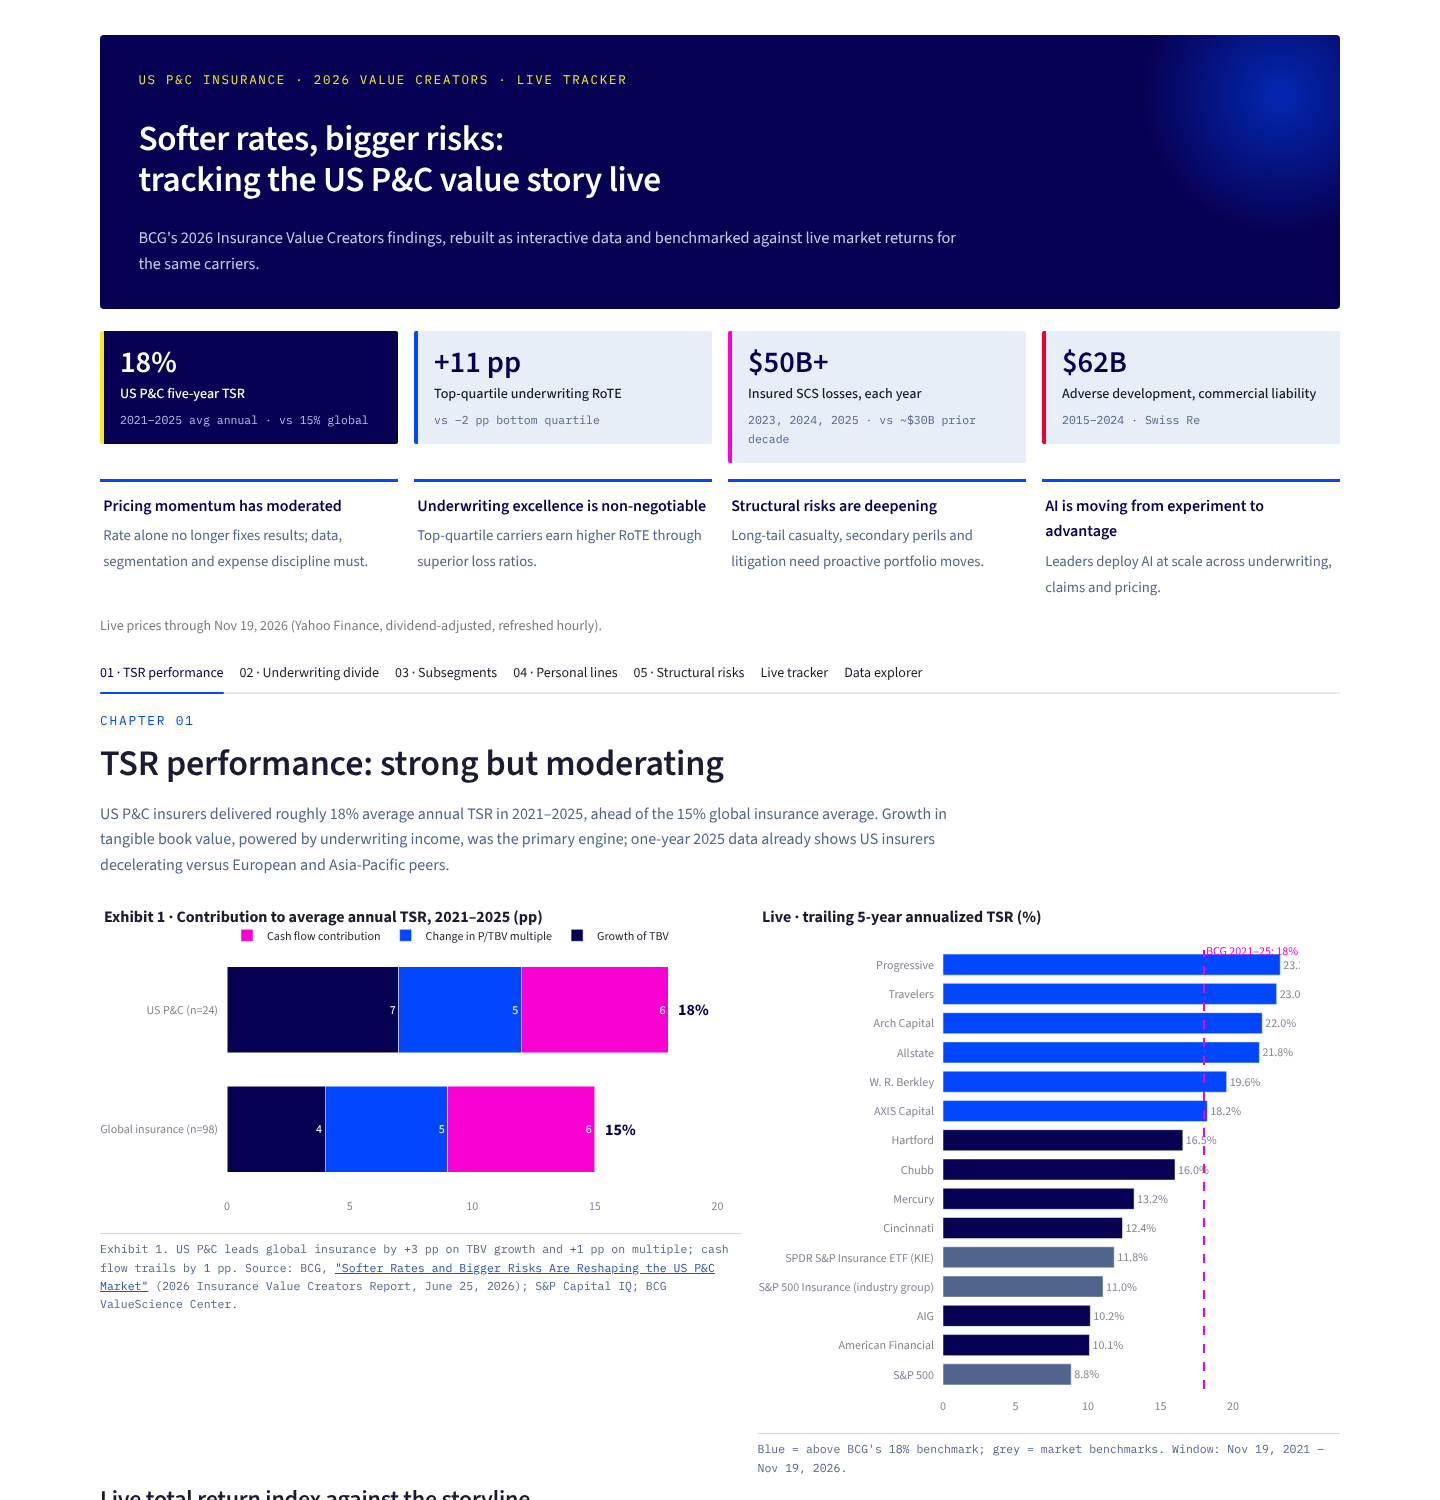 US P&C INSURANCE · 2026 VALUE CREATORS · LIVE TRACKER
Softer rates, bigger risks:
tracking the US P&C value story live
BCG's 2026 Insurance Value Creators findings, rebuilt as interactive data and benchmarked against live market returns for
the same carriers.
18%
US P&C five-year TSR
2021–2025 avg annual · vs 15% global
+11 pp
Top-quartile underwriting RoTE
vs −2 pp bottom quartile
$50B+
Insured SCS losses, each year
2023, 2024, 2025 · vs ~$30B prior
decade
$62B
Adverse development, commercial liability
2015–2024 · Swiss Re
Pricing momentum has moderated
Rate alone no longer fixes results; data,
segmentation and expense discipline must.
Underwriting excellence is non-negotiable
Top-quartile carriers earn higher RoTE through
superior loss ratios.
Structural risks are deepening
Long-tail casualty, secondary perils and
litigation need proactive portfolio moves.
AI is moving from experiment to
advantage
Leaders deploy AI at scale across underwriting,
claims and pricing.
Live prices through Nov 19, 2026 (Yahoo Finance, dividend-adjusted, refreshed hourly).
01 · TSR performance 02 · Underwriting divide 03 · Subsegments 04 · Personal lines 05 · Structural risks Live tracker Data explorer
CHAPTER 01
TSR performance: strong but moderating
US P&C insurers delivered roughly 18% average annual TSR in 2021–2025, ahead of the 15% global insurance average. Growth in
tangible book value, powered by underwriting income, was the primary engine; one-year 2025 data already shows US insurers
decelerating versus European and Asia-Pacific peers.
Exhibit 1 · Contribution to average annual TSR, 2021–2025 (pp)
Cash flow contribution Change in P/TBV multiple Growth of TBV
US P&C (n=24) 7 5 6 18%
Global insurance (n=98) 4 5 6 15%
0 5 10 15 20
Exhibit 1. US P&C leads global insurance by +3 pp on TBV growth and +1 pp on multiple; cash
flow trails by 1 pp. Source: BCG, "Softer Rates and Bigger Risks Are Reshaping the US P&C
Market" (2026 Insurance Value Creators Report, June 25, 2026); S&P Capital IQ; BCG
ValueScience Center.
Live · trailing 5-year annualized TSR (%)
BCG 2021–25: 18%
Progressive
Travelers 23.0
Arch Capital 22.0%
Allstate 21.8%
W. R. Berkley 19.6%
AXIS Capital 18.2%
Hartford 16.5%
Chubb 16.0%
Mercury 13.2%
Cincinnati 12.4%
SPDR S&P Insurance ETF (KIE) 11.8%
S&P 500 Insurance (industry group) 11.0%
AIG 10.2%
American Financial 10.1%
S&P 500 8.8%
0 5 10 15 20
Blue = above BCG's 18% benchmark; grey = market benchmarks. Window: Nov 19, 2021 –
Nov 19, 2026.
Live total return index against the storyline